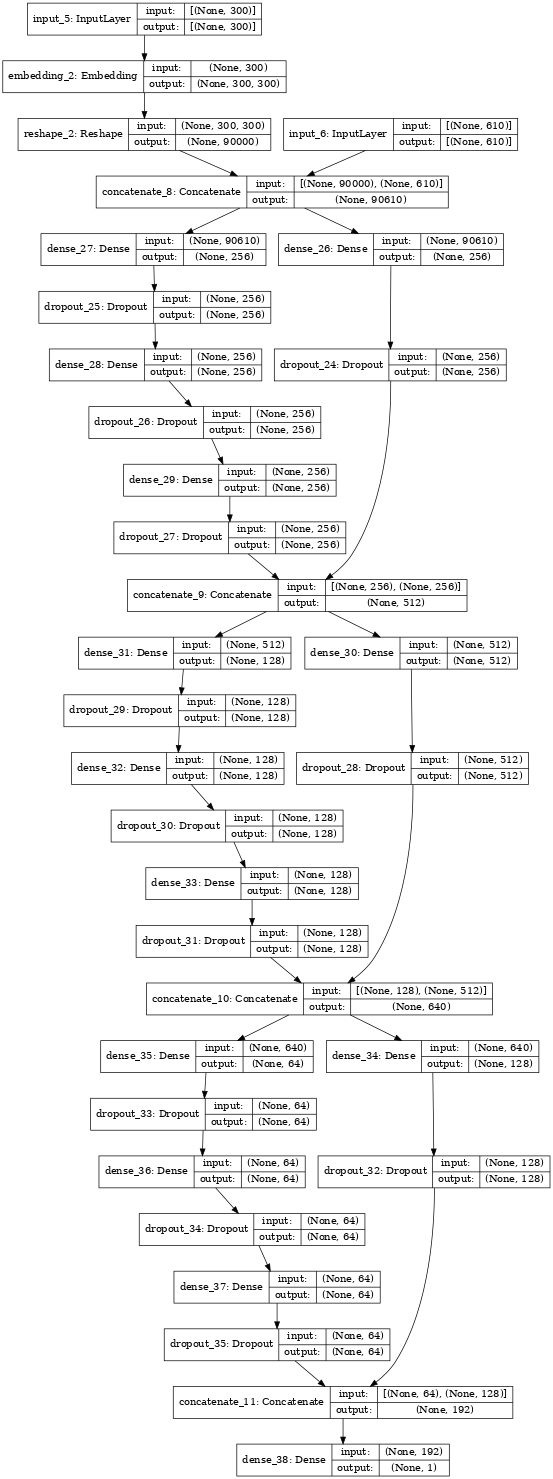 input_5: InputLayer input: [(None, 300)]
output: [(None, 300)]
embedding_2: Embedding input: (None, 300)
output: (None, 300, 300)
reshape_2: Reshape input: (None, 300, 300)
output: (None, 90000)
input_6: InputLayer input: [(None, 610)]
output: [(None, 610)]
concatenate_8: Concatenate input: [(None, 90000), (None, 610)]
output: (None, 90610)
dense_27: Dense input: (None, 90610)
output: (None, 256)
dense_26: Dense input: (None, 90610)
output: (None, 256)
dropout_25: Dropout input: (None, 256)
output: (None, 256)
dense_28: Dense input: (None, 256)
output: (None, 256)
dropout_24: Dropout input: (None, 256)
output: (None, 256)
dropout_26: Dropout input: (None, 256)
output: (None, 256)
dense_29: Dense input: (None, 256)
output: (None, 256)
dropout_27: Dropout input: (None, 256)
output: (None, 256)
concatenate_9: Concatenate input: [(None, 256), (None, 256)]
output: (None, 512)
dense_31: Dense input: (None, 512)
output: (None, 128)
dense_30: Dense input: (None, 512)
output: (None, 512)
dropout_29: Dropout input: (None, 128)
output: (None, 128)
dense_32: Dense input: (None, 128)
output: (None, 128)
dropout_28: Dropout input: (None, 512)
output: (None, 512)
dropout_30: Dropout input: (None, 128)
output: (None, 128)
dense_33: Dense input: (None, 128)
output: (None, 128)
dropout_31: Dropout input: (None, 128)
output: (None, 128)
concatenate_10: Concatenate input: [(None, 128), (None, 512)]
output: (None, 640)
dense_35: Dense input: (None, 640)
output: (None, 64)
dense_34: Dense input: (None, 640)
output: (None, 128)
dropout_33: Dropout input: (None, 64)
output: (None, 64)
dense_36: Dense input: (None, 64)
output: (None, 64)
dropout_32: Dropout input: (None, 128)
output: (None, 128)
dropout_34: Dropout input: (None, 64)
output: (None, 64)
dense_37: Dense input: (None, 64)
output: (None, 64)
dropout_35: Dropout input: (None, 64)
output: (None, 64)
concatenate_11: Concatenate input: [(None, 64), (None, 128)]
output: (None, 192)
dense_38: Dense input: (None, 192)
output: (None, 1)